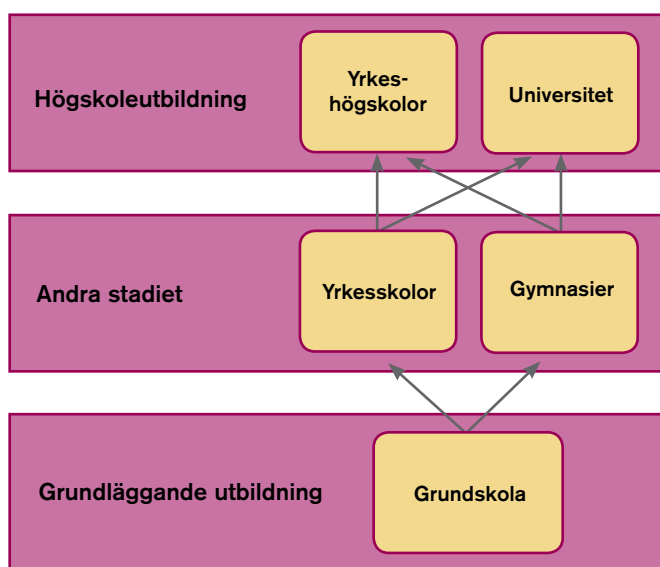 Högskoleutbildning
Yrkes-
högskolor
Universitet
Andra stadiet
Yrkesskolor
Gymnasier
Grundläggande utbildning
Grundskola